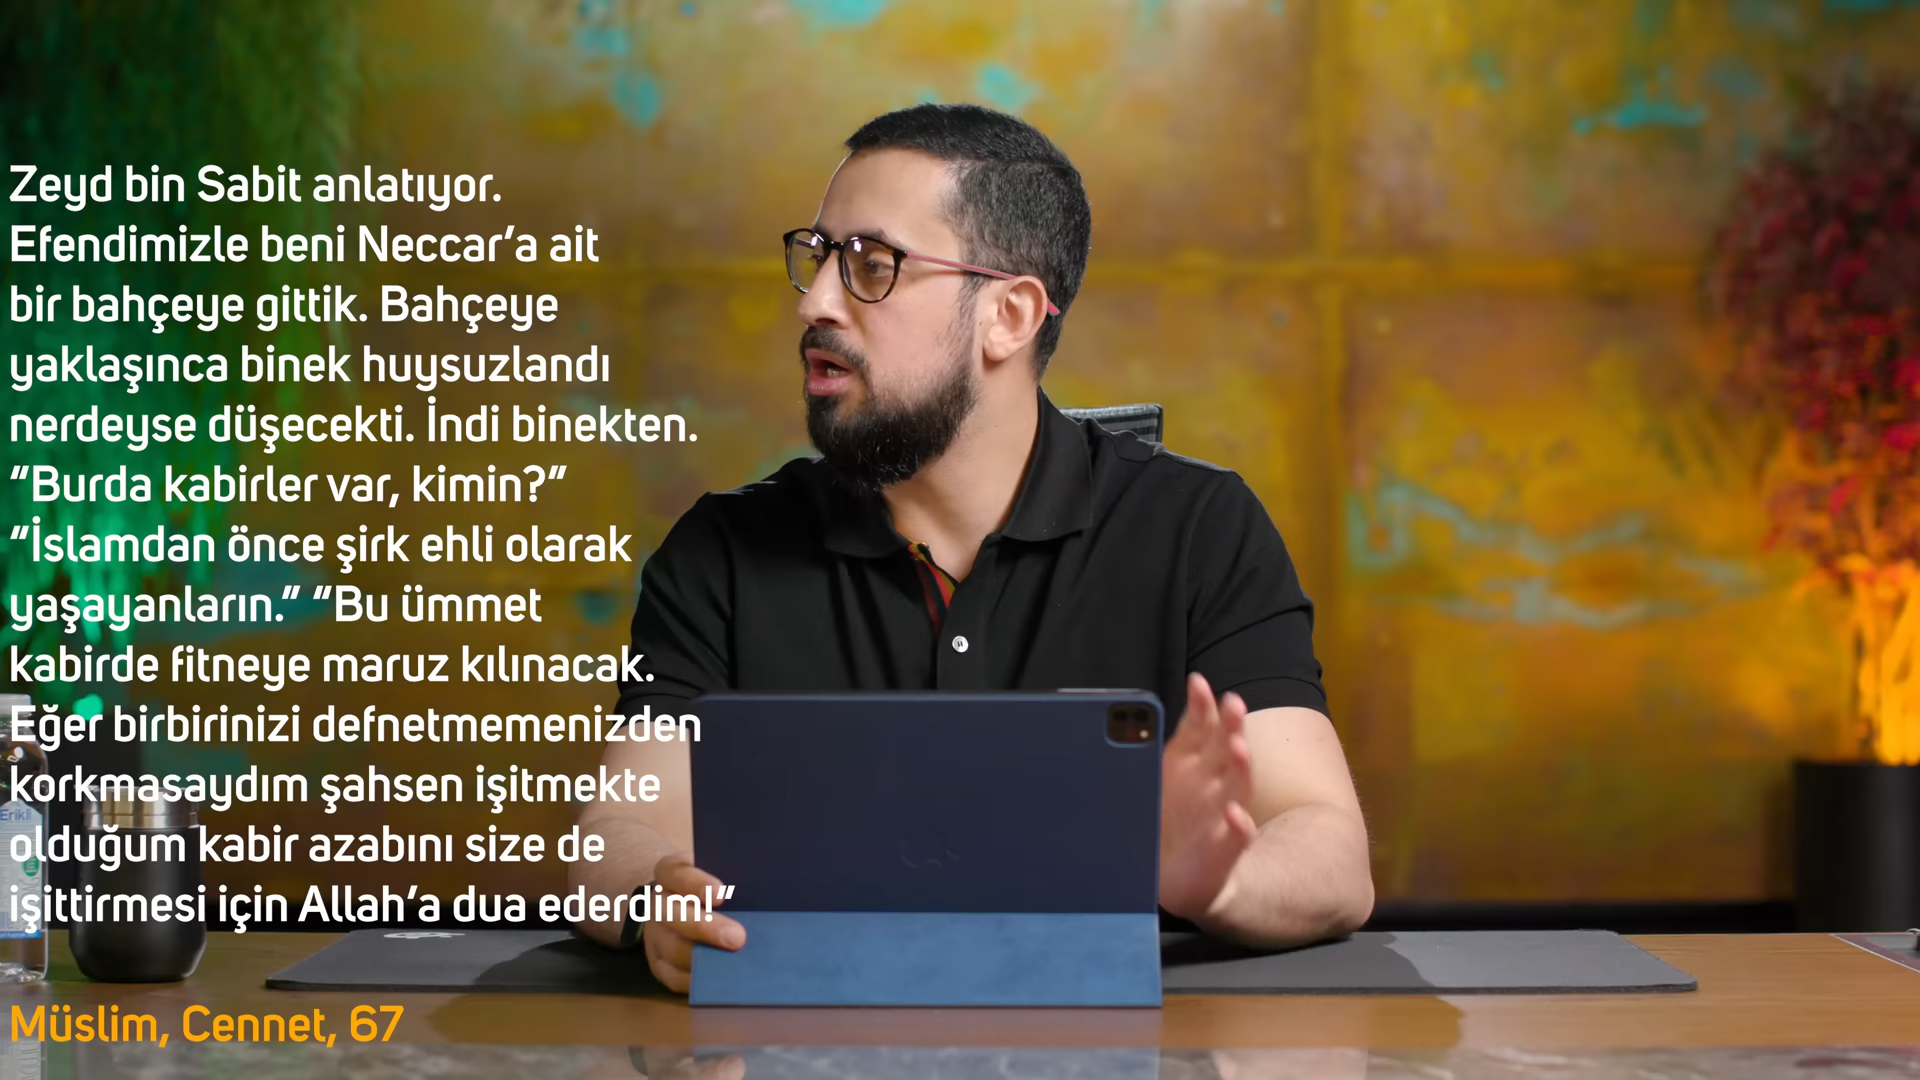 Zeyd bin Sabit anlatıyor.
Efendimizle beni Neccar’a ait
bir bahçeye gittik. Bahçeye
yaklaşınca binek huysuzlandı
nerdeyse düşecekti. İndi binekten.
“Burda kabirler var, kimin?”
“İslamdan önce şirk ehli olarak
yaşayanların.” “Bu ümmet
kabirde fitneye maruz kılınacak.
Eğer birbirinizi defnetmemenizden
korkmasaydım şahsen işitmekte
olduğum kabir azabını size de
işittirmesi için Allah’a dua ederdim!”
Müslim, Cennet, 67
Erikli